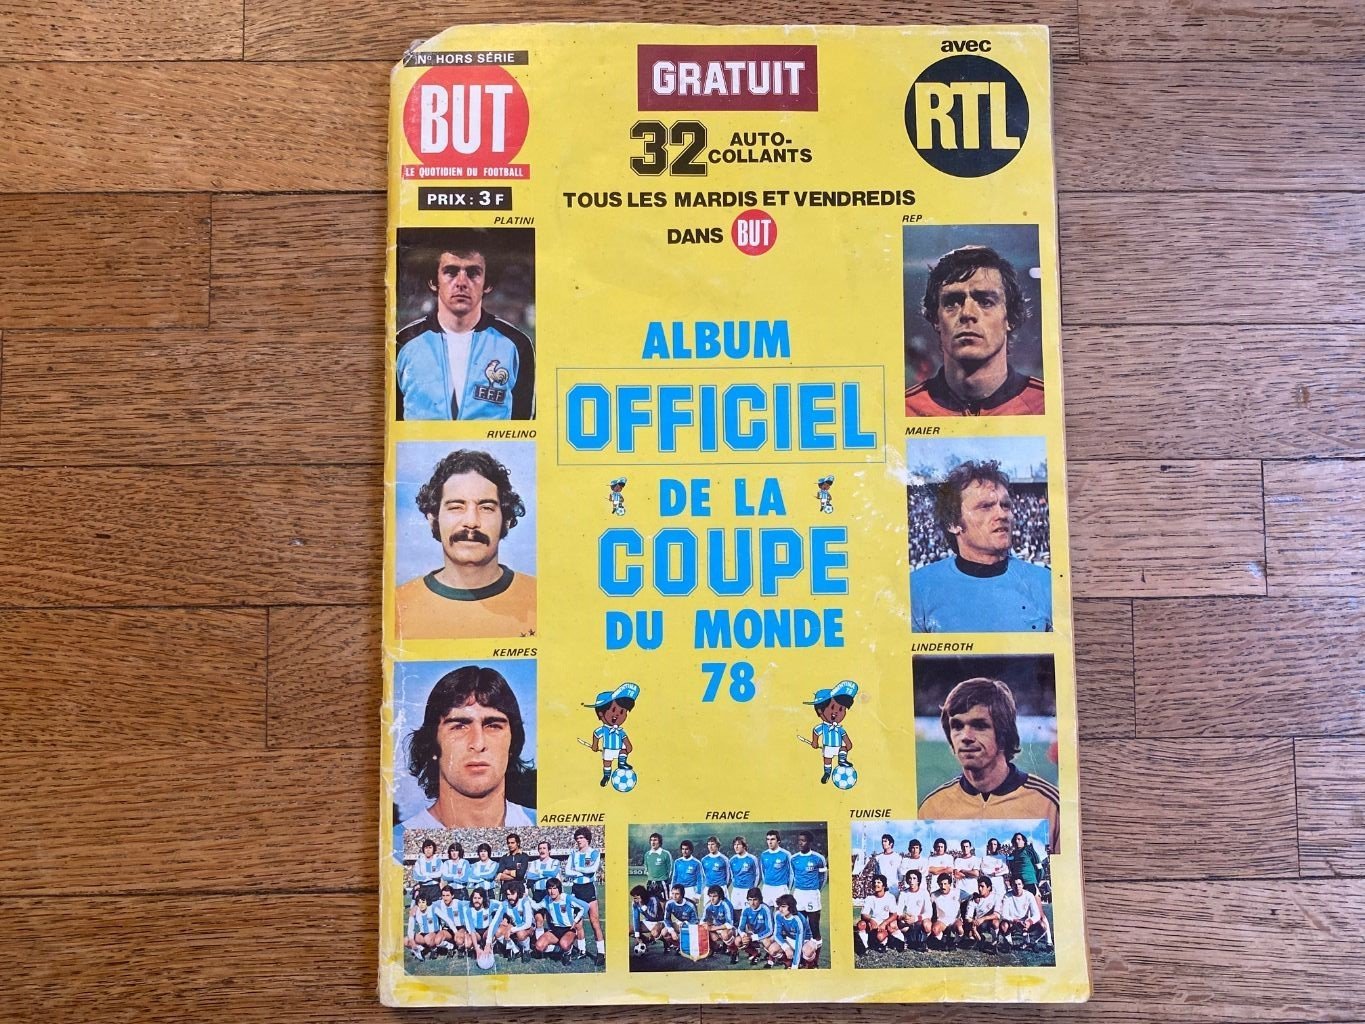 N° HORS SÉRIE
BUT
LE QUOTIDIEN DU FOOTBALL
PRIX : 3 F
GRATUIT
32 AUTO-
COLLANTS
TOUS LES MARDIS ET VENDREDIS
DANS BUT
avec
RTL
PLATINI
REP
F.F.F.
ALBUM
OFFICIEL
DE LA
COUPE
DU MONDE
78
RIVELINO
MAIER
KEMPES
LINDEROTH
ARGENTINE
FRANCE
TUNISIE